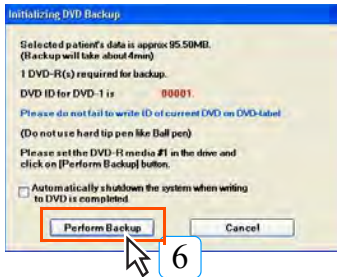 Initializing DVD Backup
Selected patient's data is approx 95.50MB.
(Backup will take about 4mn)
1 DVD-R(s) required for backup.
DVD ID for DVD-1 is 00001.
Please do not fail to write ID of current DVD on DVD-label
(Do not use hard tip pen like Ball pen)
Please set the DVD-R media #1 in the drive and
click on [Perform Backup] button.
Automatically shutdown the system when writing
to DVD is completed
Perform Backup Cancel
6